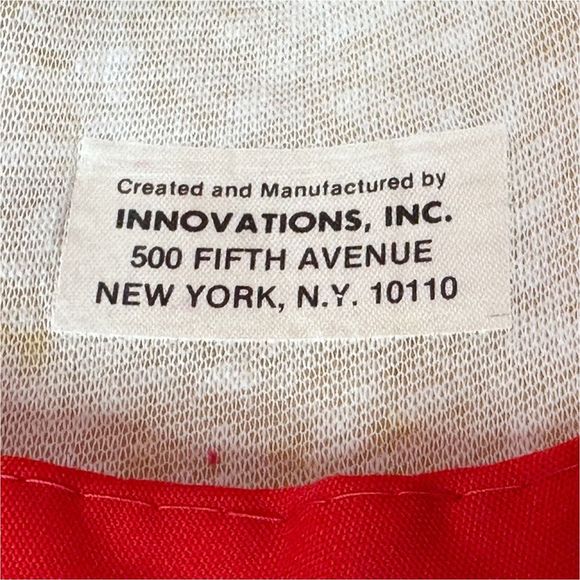 Created and Manufactured by
INNOVATIONS, INC.
500 FIFTH AVENUE
NEW YORK, N.Y. 10110